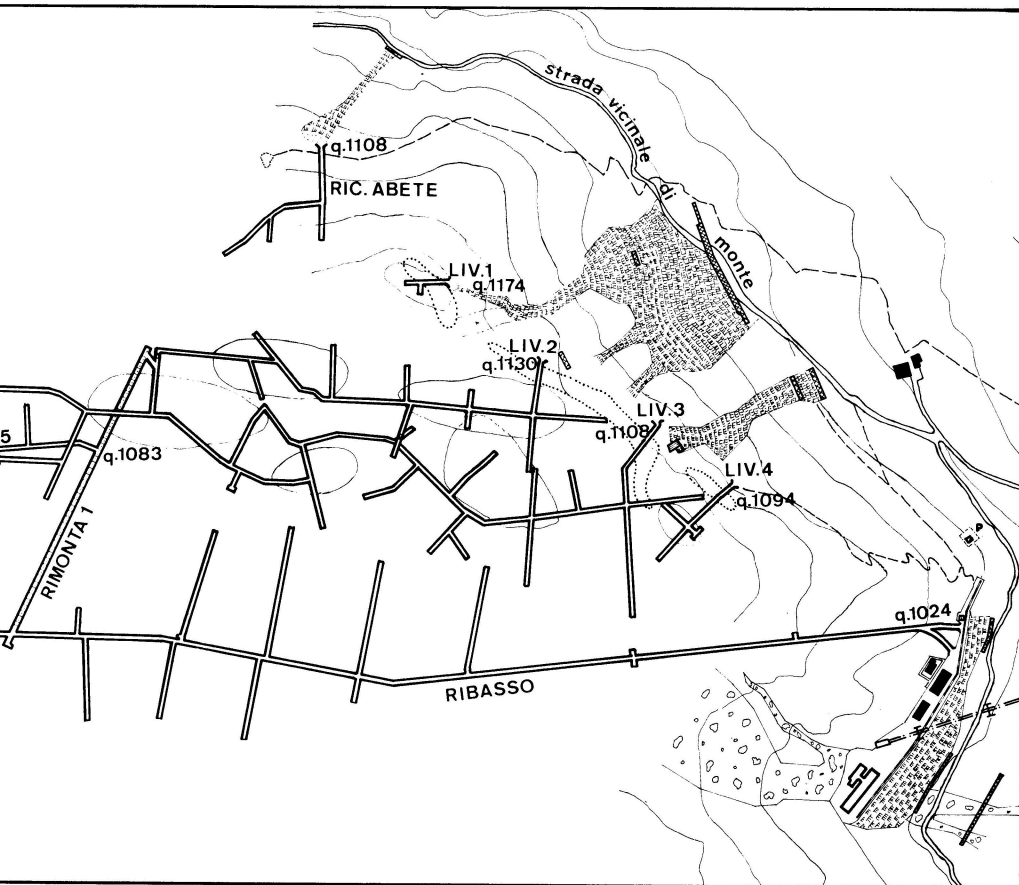 strada vicinale di monte
q.1108
RIC. ABETE
LIV.1
q.1174
LIV.2
q.1130
LIV.3
q.1108
5
q.1083
LIV.4
q.1094
RIMONTA 1
q.1024
RIBASSO